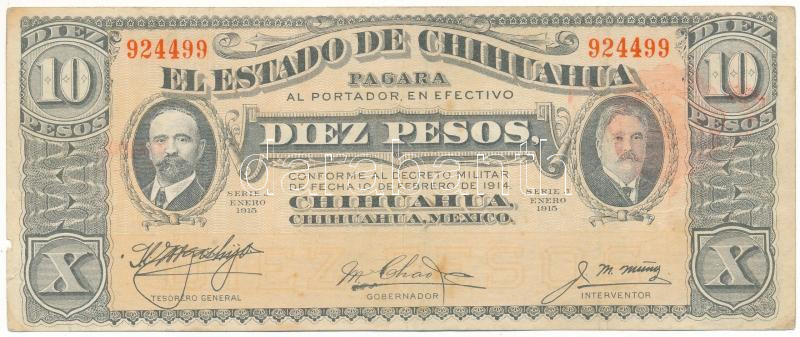 DIEZ
10
PESOS
924499
EL ESTADO DE CHIHUAHUA
924499
DIEZ
10
PESOS
PAGARA
AL PORTADOR, EN EFECTIVO
DIEZ PESOS,
CONFORME AL DECRETO MILITAR
DE FECHA 10 DE FEBRERO DE 1914.
CHIHUAHUA,
CHIHUAHUA, MEXICO.
SERIE
ENERO
1915
SERIE
ENERO
1915
X
X
M. Chao
J. M. Muñoz
TESORERO GENERAL
GOBERNADOR
INTERVENTOR